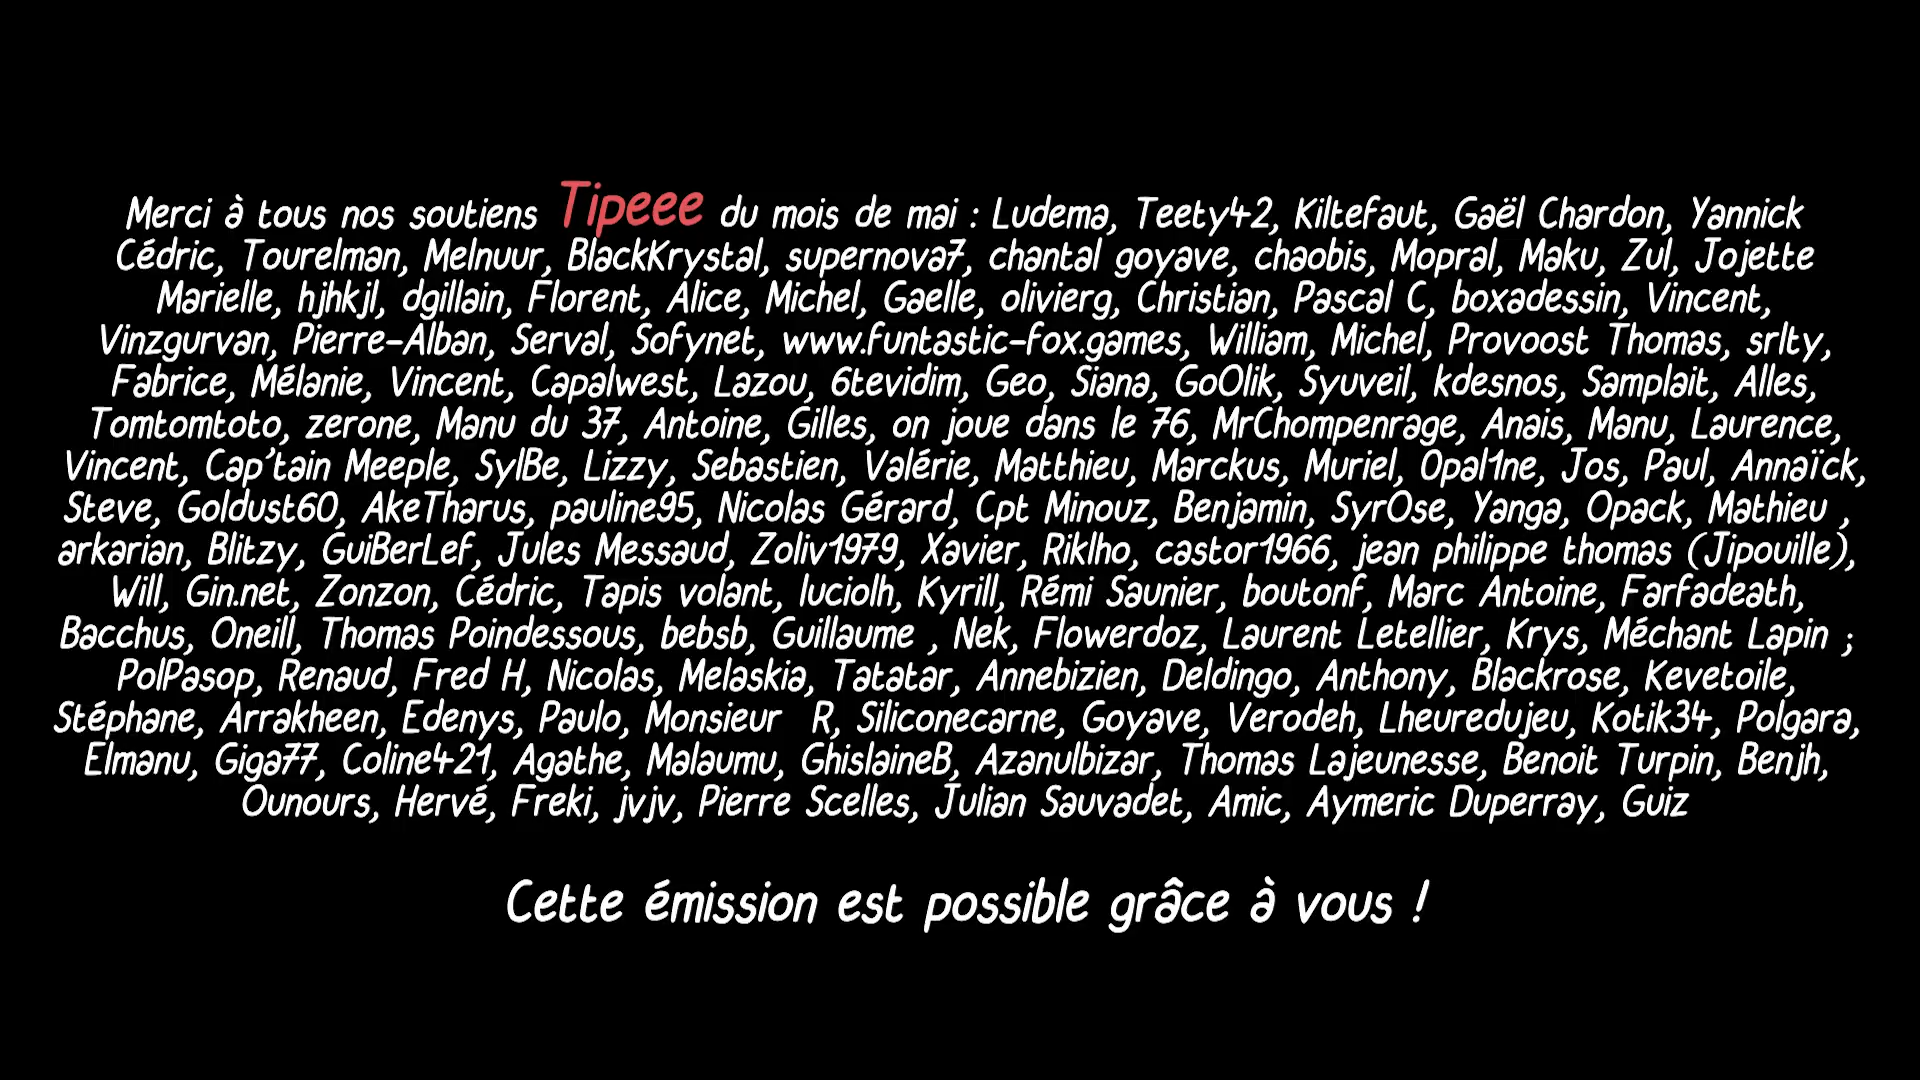 Merci à tous nos soutiens Tipeee du mois de mai : Ludema, Teety42, Kiltefaut, Gaël Chardon, Yannick
Cédric, Tourelman, Melnuur, BlackKrystal, supernova7, chantal goyave, chaobis, Mopral, Maku, Zul, Jojette
Marielle, hjhkjl, dgillain, Florent, Alice, Michel, Gaelle, olivierg, Christian, Pascal C, boxadessin, Vincent,
Vinzgurvan, Pierre-Alban, Serval, Sofynet, www.funtastic-fox.games, William, Michel, Provoost Thomas, srlty,
Fabrice, Mélanie, Vincent, Capalwest, Lazou, 6tevidim, Geo, Siana, GoOlik, Syuveil, kdesnos, Samplait, Alles,
Tomtomtoto, zerone, Manu du 37, Antoine, Gilles, on joue dans le 76, MrChompenrage, Anais, Manu, Laurence,
Vincent, Cap'tain Meeple, SylBe, Lizzy, Sebastien, Valérie, Matthieu, Marckus, Muriel, Opal1ne, Jos, Paul, Annaïck,
Steve, Goldust60, AkeTharus, pauline95, Nicolas Gérard, Cpt Minouz, Benjamin, SyrOse, Yanga, Opack, Mathieu ,
arkarian, Blitzy, GuiBerLef, Jules Messaud, Zoliv1979, Xavier, Riklho, castor1966, jean philippe thomas (Jipouille),
Will, Gin.net, Zonzon, Cédric, Tapis volant, luciolh, Kyrill, Rémi Saunier, boutonf, Marc Antoine, Farfadeath,
Bacchus, Oneill, Thomas Poindessous, bebsb, Guillaume , Nek, Flowerdoz, Laurent Letellier, Krys, Méchant Lapin ;
PolPasop, Renaud, Fred H, Nicolas, Melaskia, Tatatar, Annebizien, Deldingo, Anthony, Blackrose, Kevetoile,
Stéphane, Arrakheen, Edenys, Paulo, Monsieur  R, Siliconecarne, Goyave, Verodeh, Lheuredujeu, Kotik34, Polgara,
Elmanu, Giga77, Coline421, Agathe, Malaumu, GhislaineB, Azanulbizar, Thomas Lajeunesse, Benoit Turpin, Benjh,
Ounours, Hervé, Freki, jvjv, Pierre Scelles, Julian Sauvadet, Amic, Aymeric Duperray, Guiz
Cette émission est possible grâce à vous !